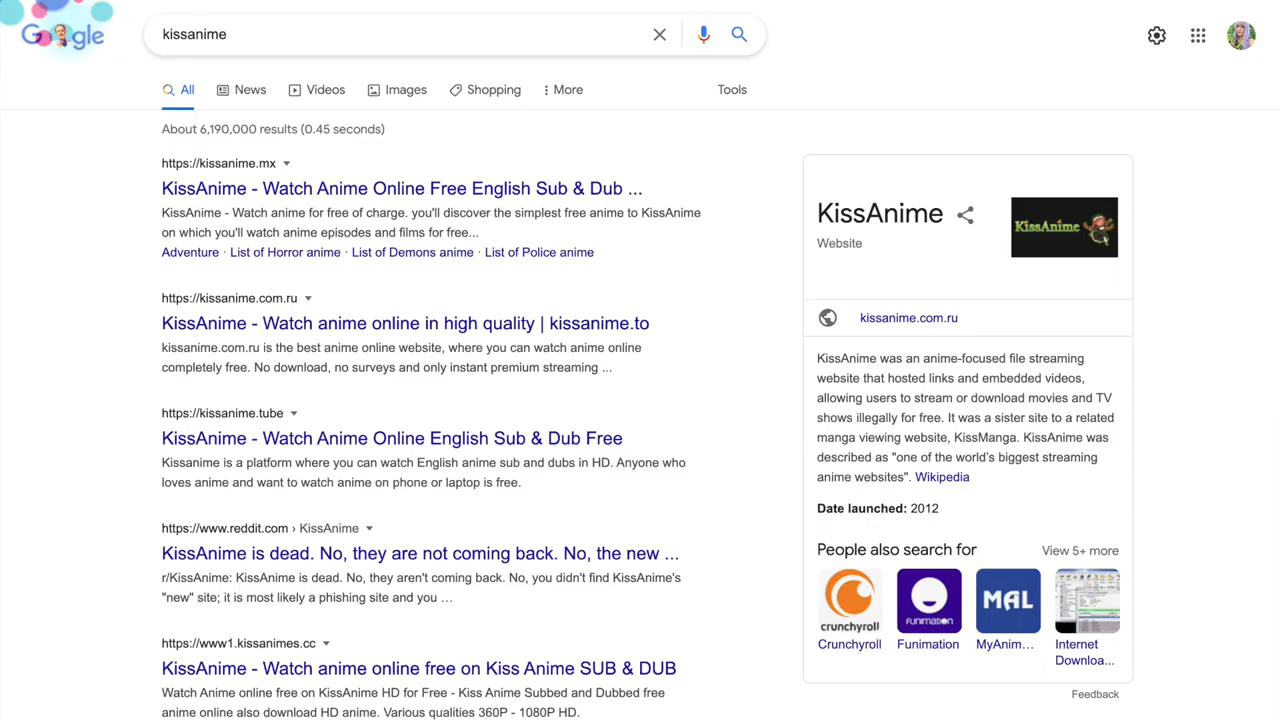 Google
kissanime
All
News
Videos
Images
Shopping
More
Tools
About 6,190,000 results (0.45 seconds)
https://kissanime.mx
KissAnime - Watch Anime Online Free English Sub & Dub ...
KissAnime - Watch anime for free of charge. you'll discover the simplest free anime to KissAnime
on which you'll watch anime episodes and films for free...
Adventure · List of Horror anime · List of Demons anime · List of Police anime
https://kissanime.com.ru
KissAnime - Watch anime online in high quality | kissanime.to
kissanime.com.ru is the best anime online website, where you can watch anime online
completely free. No download, no surveys and only instant premium streaming ...
https://kissanime.tube
KissAnime - Watch Anime Online English Sub & Dub Free
Kissanime is a platform where you can watch English anime sub and dubs in HD. Anyone who
loves anime and want to watch anime on phone or laptop is free.
https://www.reddit.com › KissAnime
KissAnime is dead. No, they are not coming back. No, the new ...
r/KissAnime: KissAnime is dead. No, they aren't coming back. No, you didn't find KissAnime's
"new" site; it is most likely a phishing site and you …
https://www1.kissanimes.cc
KissAnime - Watch anime online free on Kiss Anime SUB & DUB
Watch Anime online free on KissAnime HD for Free - Kiss Anime Subbed and Dubbed free
anime online also download HD anime. Various qualities 360P - 1080P HD.
KissAnime
Website
KissAnime
kissanime.com.ru
KissAnime was an anime-focused file streaming
website that hosted links and embedded videos,
allowing users to stream or download movies and TV
shows illegally for free. It was a sister site to a related
manga viewing website, KissManga. KissAnime was
described as "one of the world's biggest streaming
anime websites". Wikipedia
Date launched: 2012
People also search for
View 5+ more
crunchyroll
FUNIMATION
MAL
Crunchyroll
Funimation
MyAnim...
Internet
Downloa...
Feedback